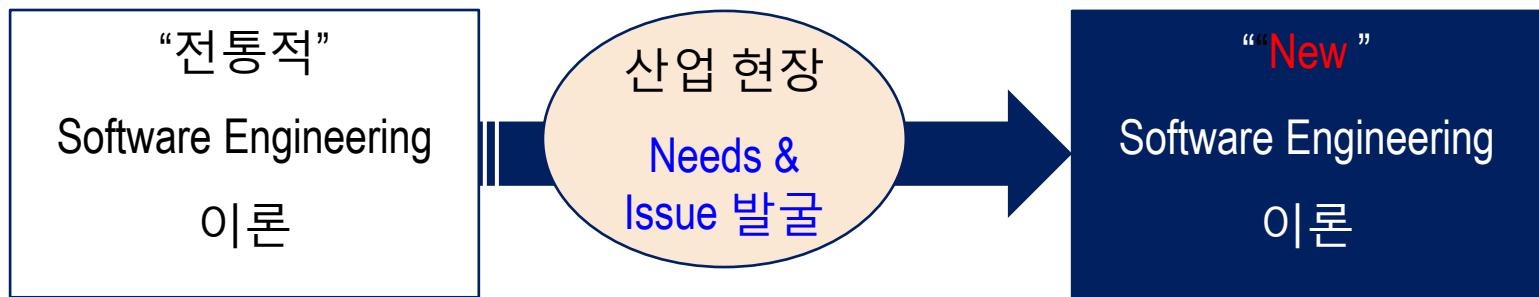 “전통적”
Software Engineering
이론
산업 현장
Needs &
Issue 발굴
““New ”
Software Engineering
이론